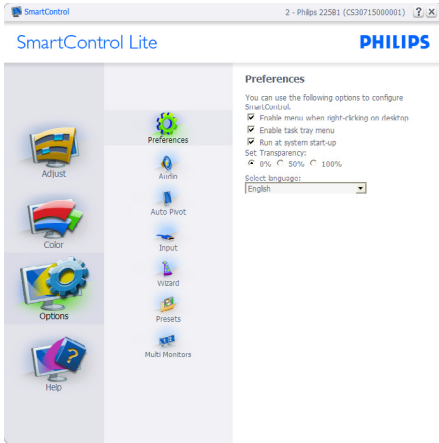 SmartControl
2 - Philips 225B1 (CS30715000001) ? X
SmartControl Lite
PHILIPS
Adjust
Color
Options
Help
Preferences
Audio
Auto Pivot
Input
Wizard
Presets
Multi Monitors
Preferences
You can use the following options to configure
SmartControl.
Enable menu when right-clicking on desktop
Enable task tray menu
Run at system start-up
Set Transparency:
0% 50% 100%
Select language:
English